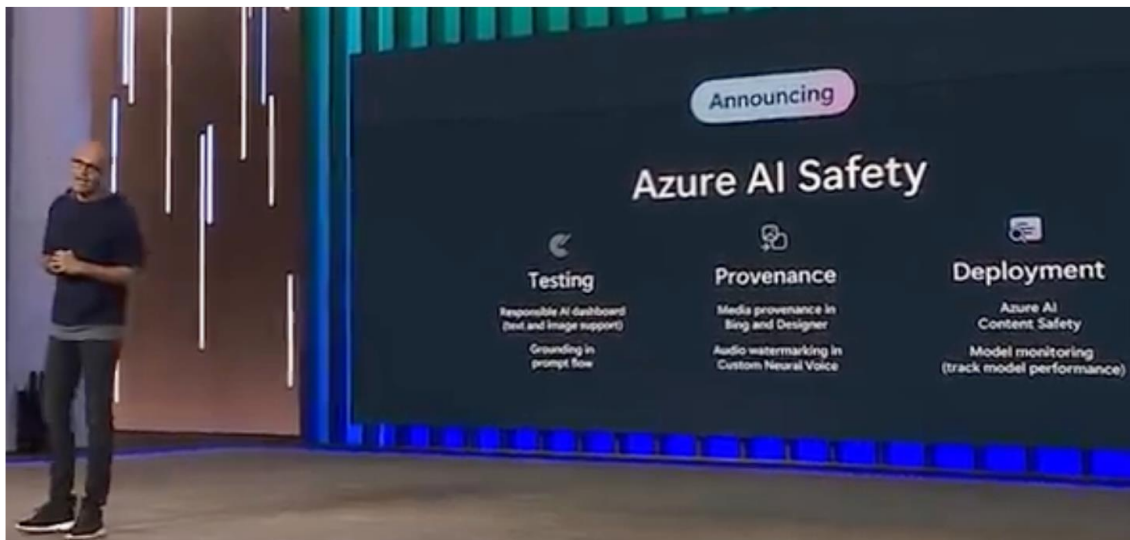 Announcing
Azure AI Safety
Testing
Responsible AI dashboard
(text and image support)
Grounding in
prompt flow
Provenance
Media provenance in
Bing and Designer
Audio watermarking in
Custom Neural Voice
Deployment
Azure AI
Content Safety
Model monitoring
(track model performance)